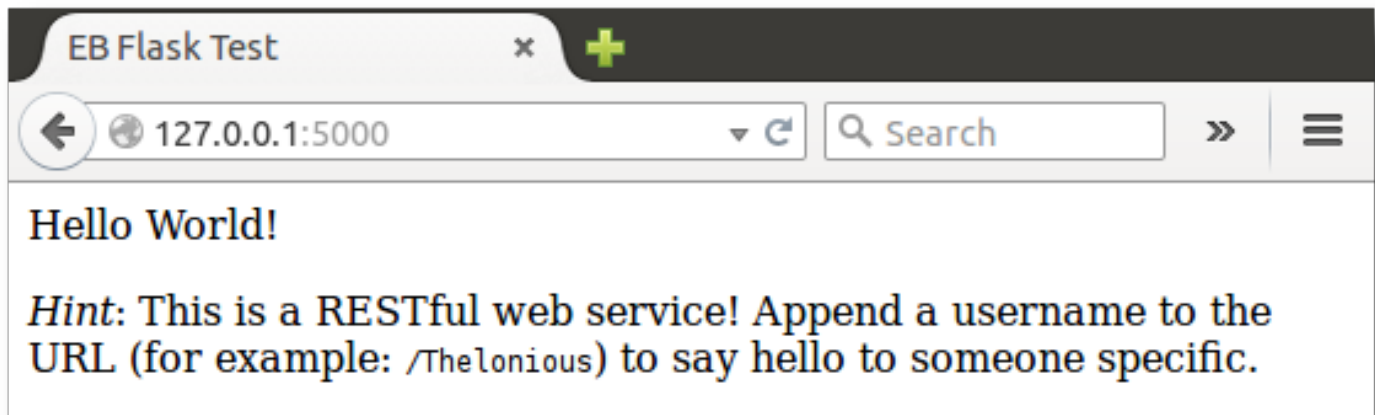 EB Flask Test
127.0.0.1:5000
Search
Hello World!
Hint: This is a RESTful web service! Append a username to the
URL (for example: /Thelonious) to say hello to someone specific.